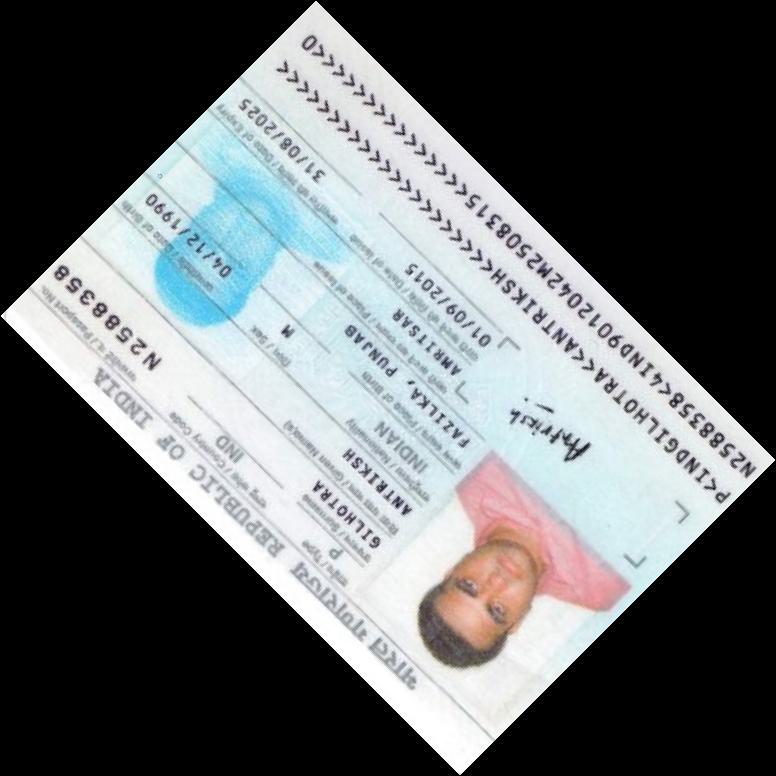 भारत गणराज्य REPUBLIC OF INDIA
टाइप / Type
P
राष्ट्र कोड / Country Code
IND
पासपोर्ट नं. / Passport No.
N2588358
उपनाम / Surname
GILHOTRA
दिया गया नाम / Given Name(s)
ANTRIKSH
राष्ट्रीयता / Nationality
INDIAN
लिंग / Sex
M
जन्मतिथि / Date of Birth
04/12/1990
जन्म स्थान / Place of Birth
FAZILKA, PUNJAB
जारी करने का स्थान / Place of Issue
AMRITSAR
जारी करने की तिथि / Date of Issue
01/09/2015
समाप्ति की तिथि / Date of Expiry
31/08/2025
Antriksh
P<INDGILHOTRA<<ANTRIKSH<<<<<<<<<<<<<<<<<<<<<
N2588358<4IND9012042M2508315<<<<<<<<<<<<<<<0